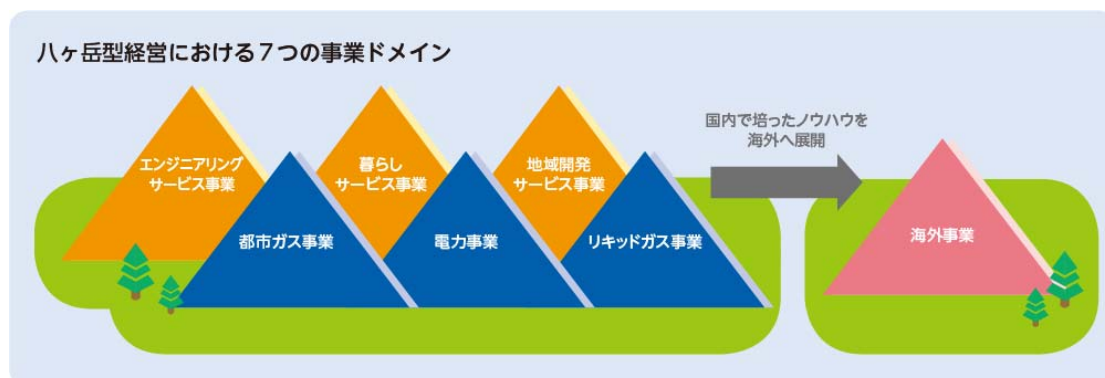 八ヶ岳型経営における7つの事業ドメイン
国内で培ったノウハウを
海外へ展開
エンジニアリング
サービス事業
暮らし
サービス事業
地域開発
サービス事業
都市ガス事業
電力事業
リキッドガス事業
海外事業